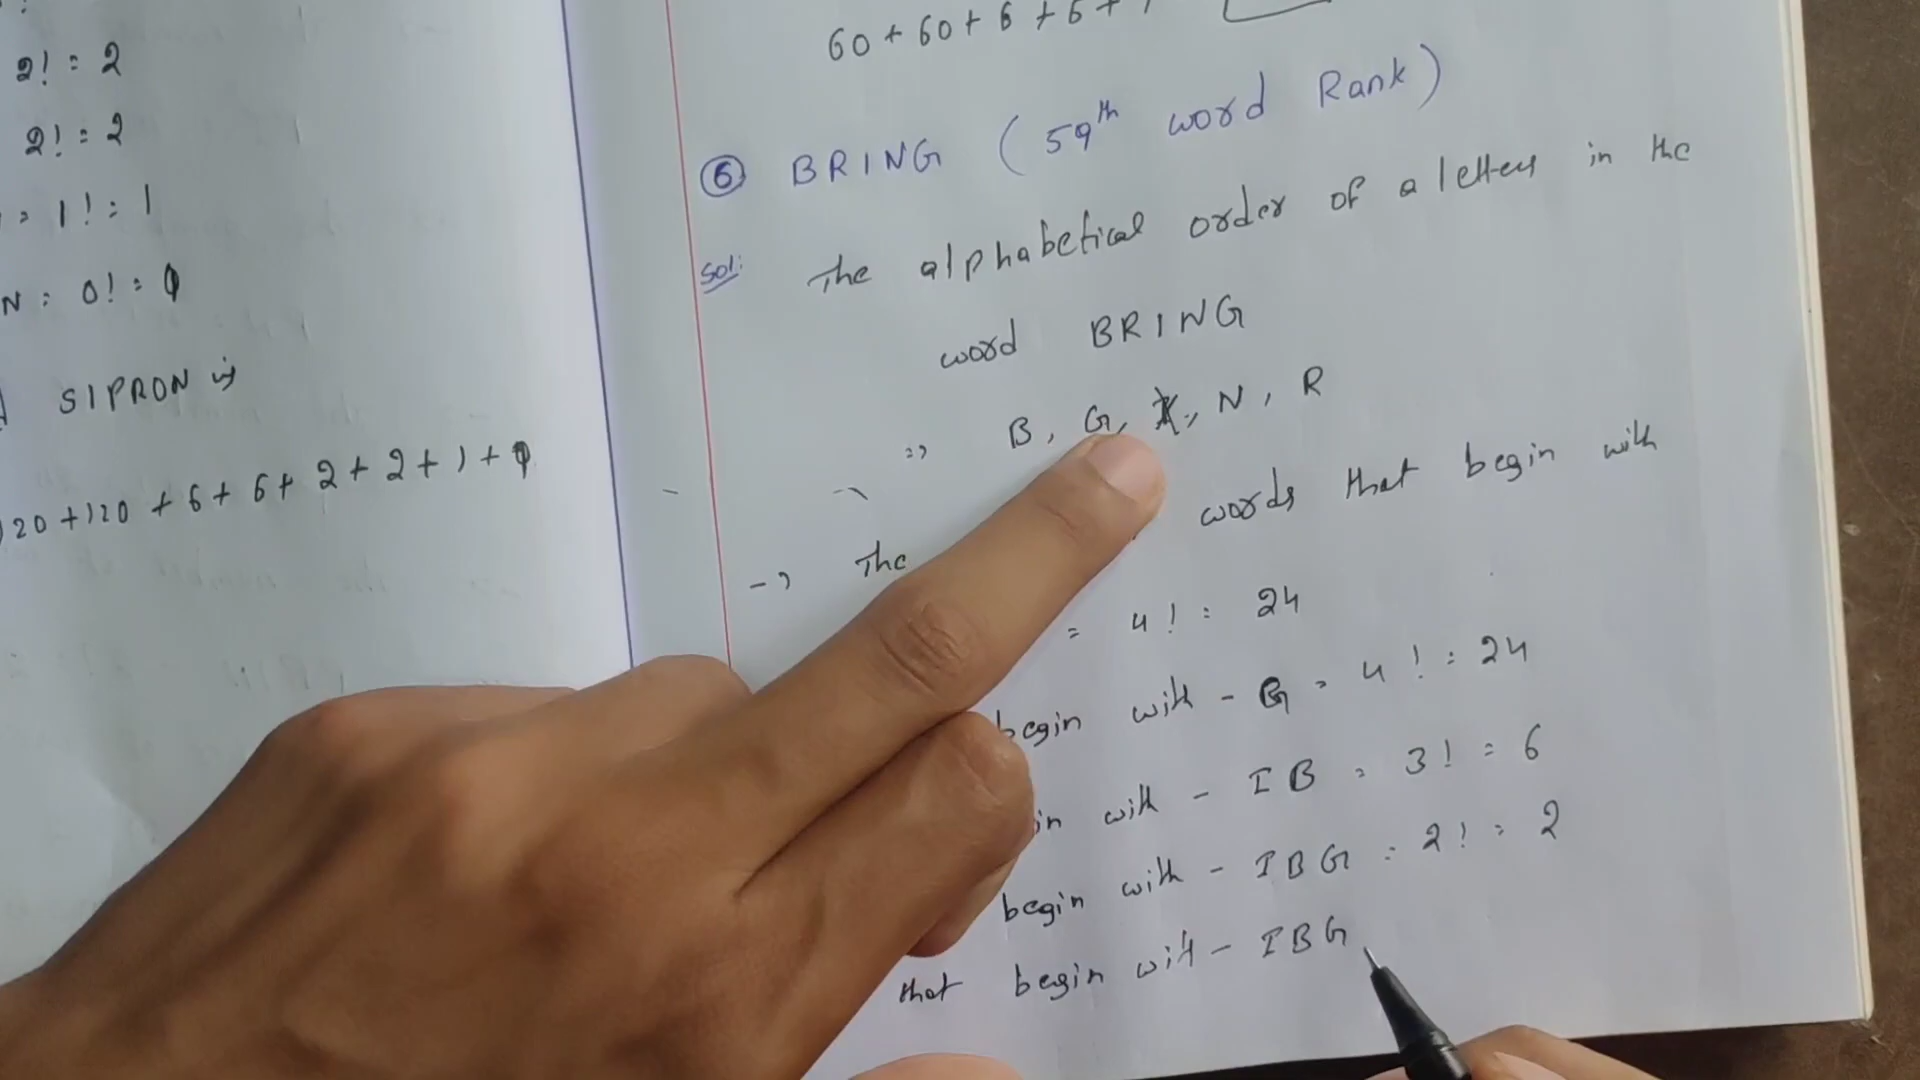 2! = 2
2! = 2
= 1! = 1
N = 0! = 0
SIPRON is
120 + 120 + 6 + 6 + 2 + 2 + 1 + 0
60 + 60 + 6 + 6 +
⑥ BRING (59th word Rank)
Sol: The alphabetical order of a letters in the
word BRING
=> B, G, I, N, R
-> The words that begin with
= 4! = 24
begin with - G = 4! = 24
in with - IB = 3! = 6
begin with - IBG = 2! = 2
that begin wit - IBG